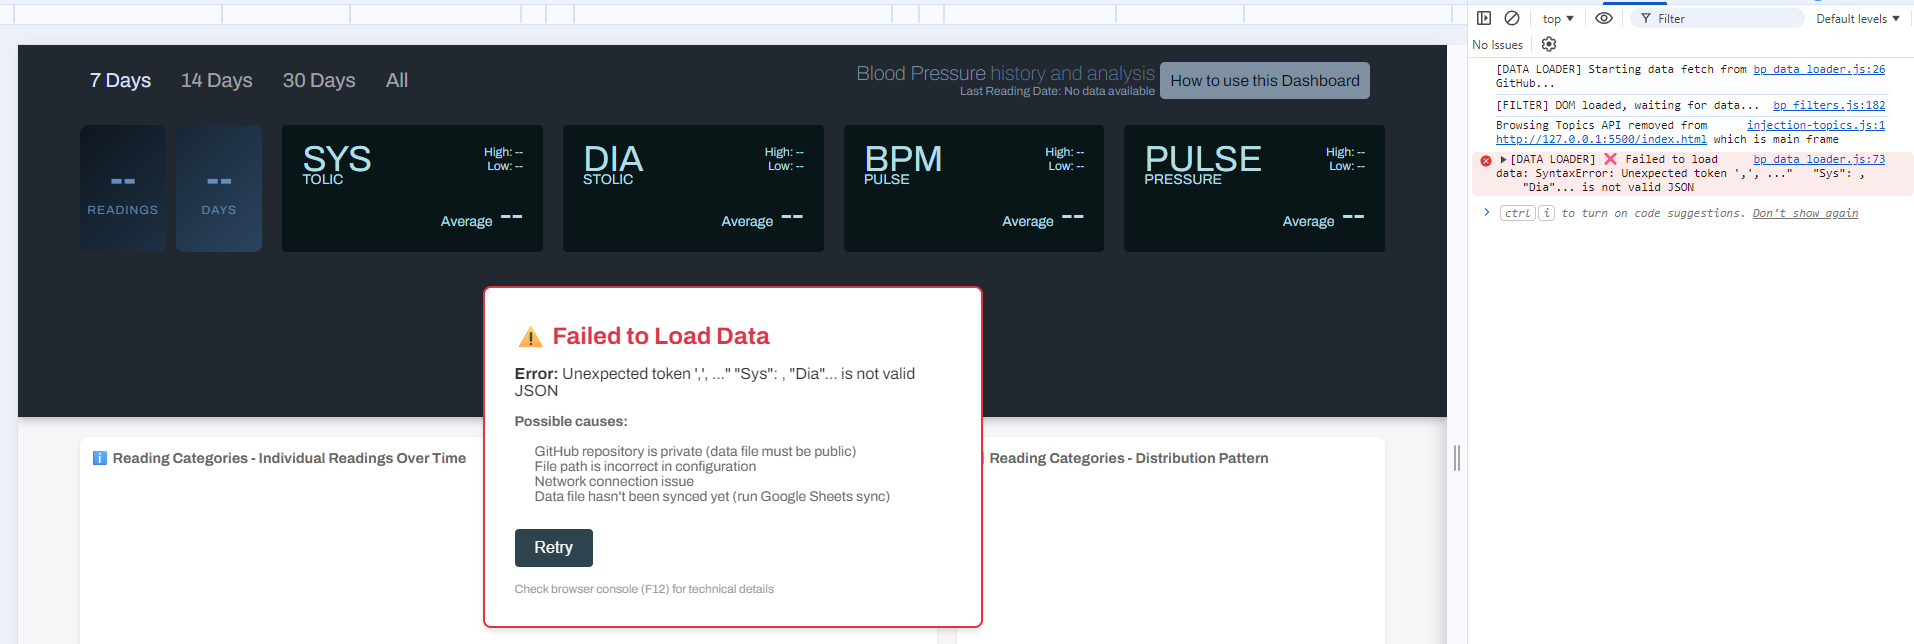 7 Days 14 Days 30 Days All
Blood Pressure history and analysis
Last Reading Date: No data available
How to use this Dashboard
--
READINGS
--
DAYS
SYS
TOLIC
High: --
Low: --
Average --
DIA
STOLIC
High: --
Low: --
Average --
BPM
PULSE
High: --
Low: --
Average --
PULSE
PRESSURE
High: --
Low: --
Average --
⚠️ Failed to Load Data
Error: Unexpected token ',', ..." "Sys": , "Dia"... is not valid
JSON
Possible causes:
GitHub repository is private (data file must be public)
File path is incorrect in configuration
Network connection issue
Data file hasn't been synced yet (run Google Sheets sync)
Retry
Check browser console (F12) for technical details
ℹ️ Reading Categories - Individual Readings Over Time
Reading Categories - Distribution Pattern
top ▼ Filter Default levels ▼
No Issues
[DATA LOADER] Starting data fetch from bp_data_loader.js:26
GitHub...
[FILTER] DOM loaded, waiting for data... bp_filters.js:182
Browsing Topics API removed from injection-topics.js:1
http://127.0.0.1:5500/index.html which is main frame
▶[DATA LOADER] ❌ Failed to load bp_data_loader.js:73
data: SyntaxError: Unexpected token ',', ..." "Sys": ,
"Dia"... is not valid JSON
ctrl i to turn on code suggestions. Don't show again